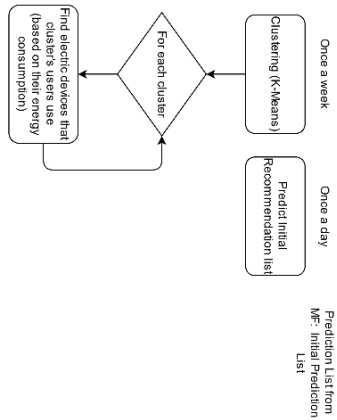 Once a week
Once a day
Clustering (K-Means)
Predict Initial
Recommendation list
Prediction List from
MF: Initial Prediction
List
For each cluster
Find electric devices that
cluster's users use
(based on their energy
consumption)